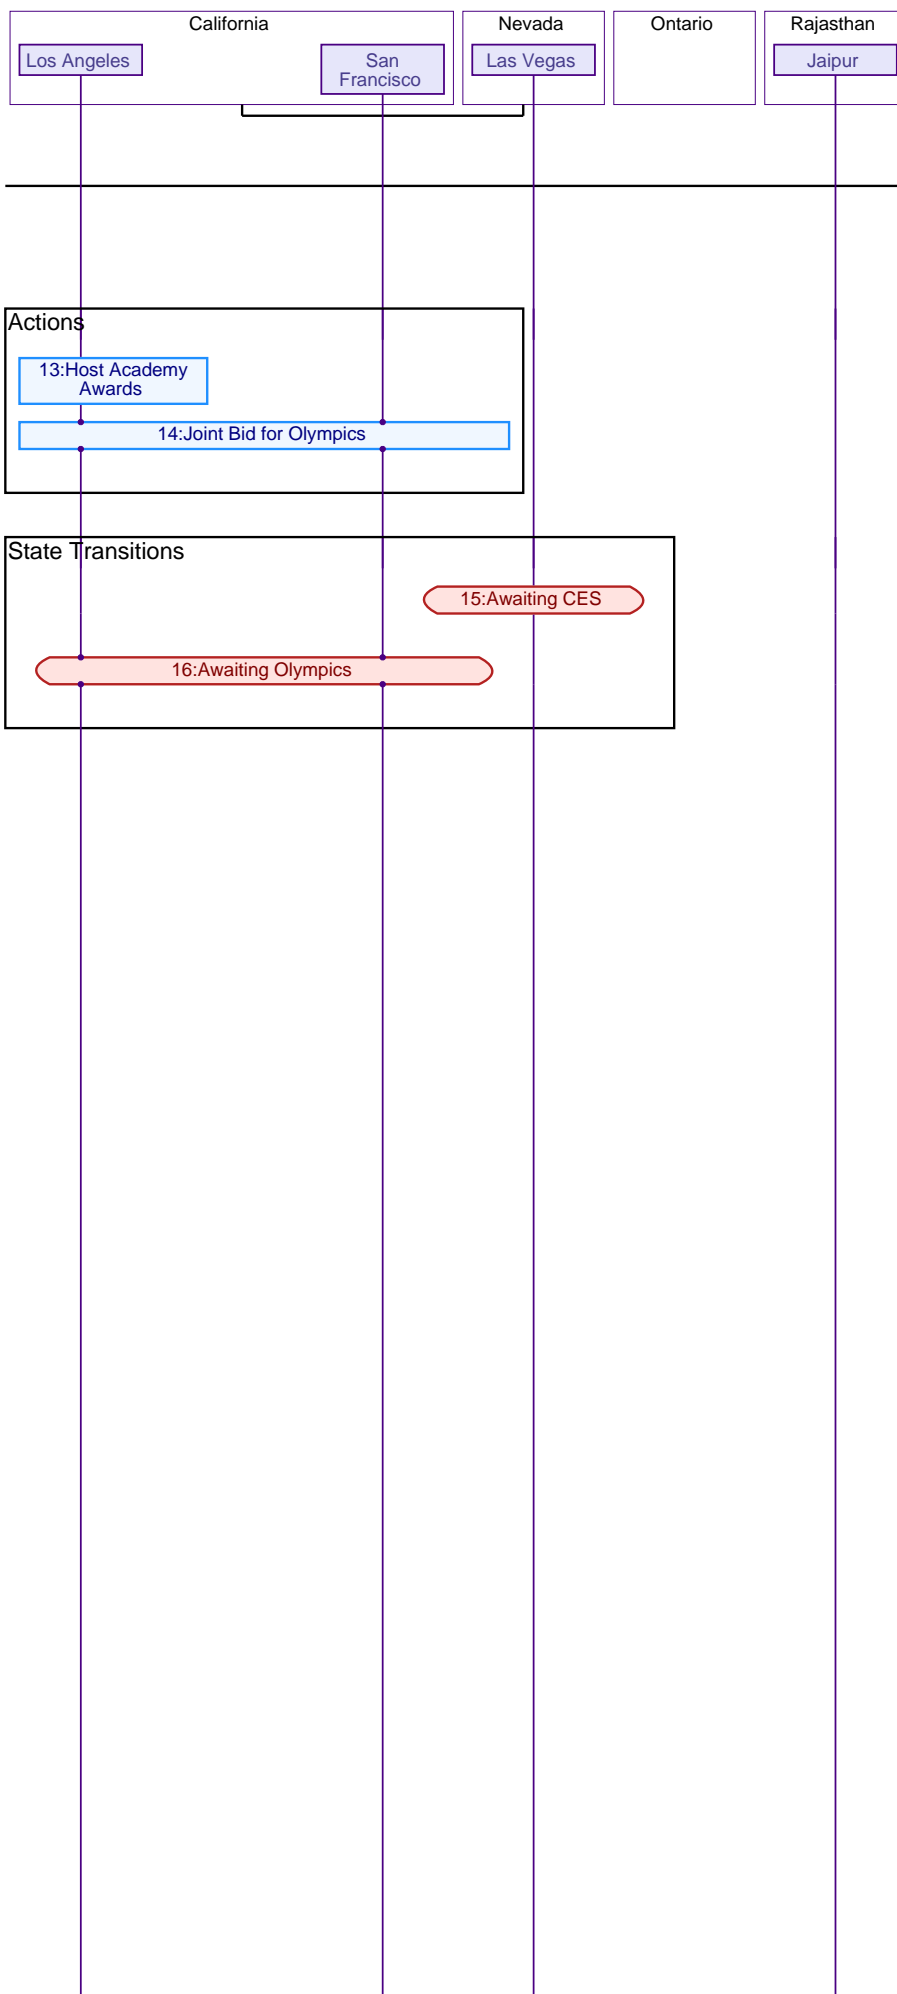 California
Nevada
Ontario
Rajasthan
Los Angeles
San
Francisco
Las Vegas
Jaipur
Actions
13:Host Academy
Awards
14:Joint Bid for Olympics
State Transitions
15:Awaiting CES
16:Awaiting Olympics